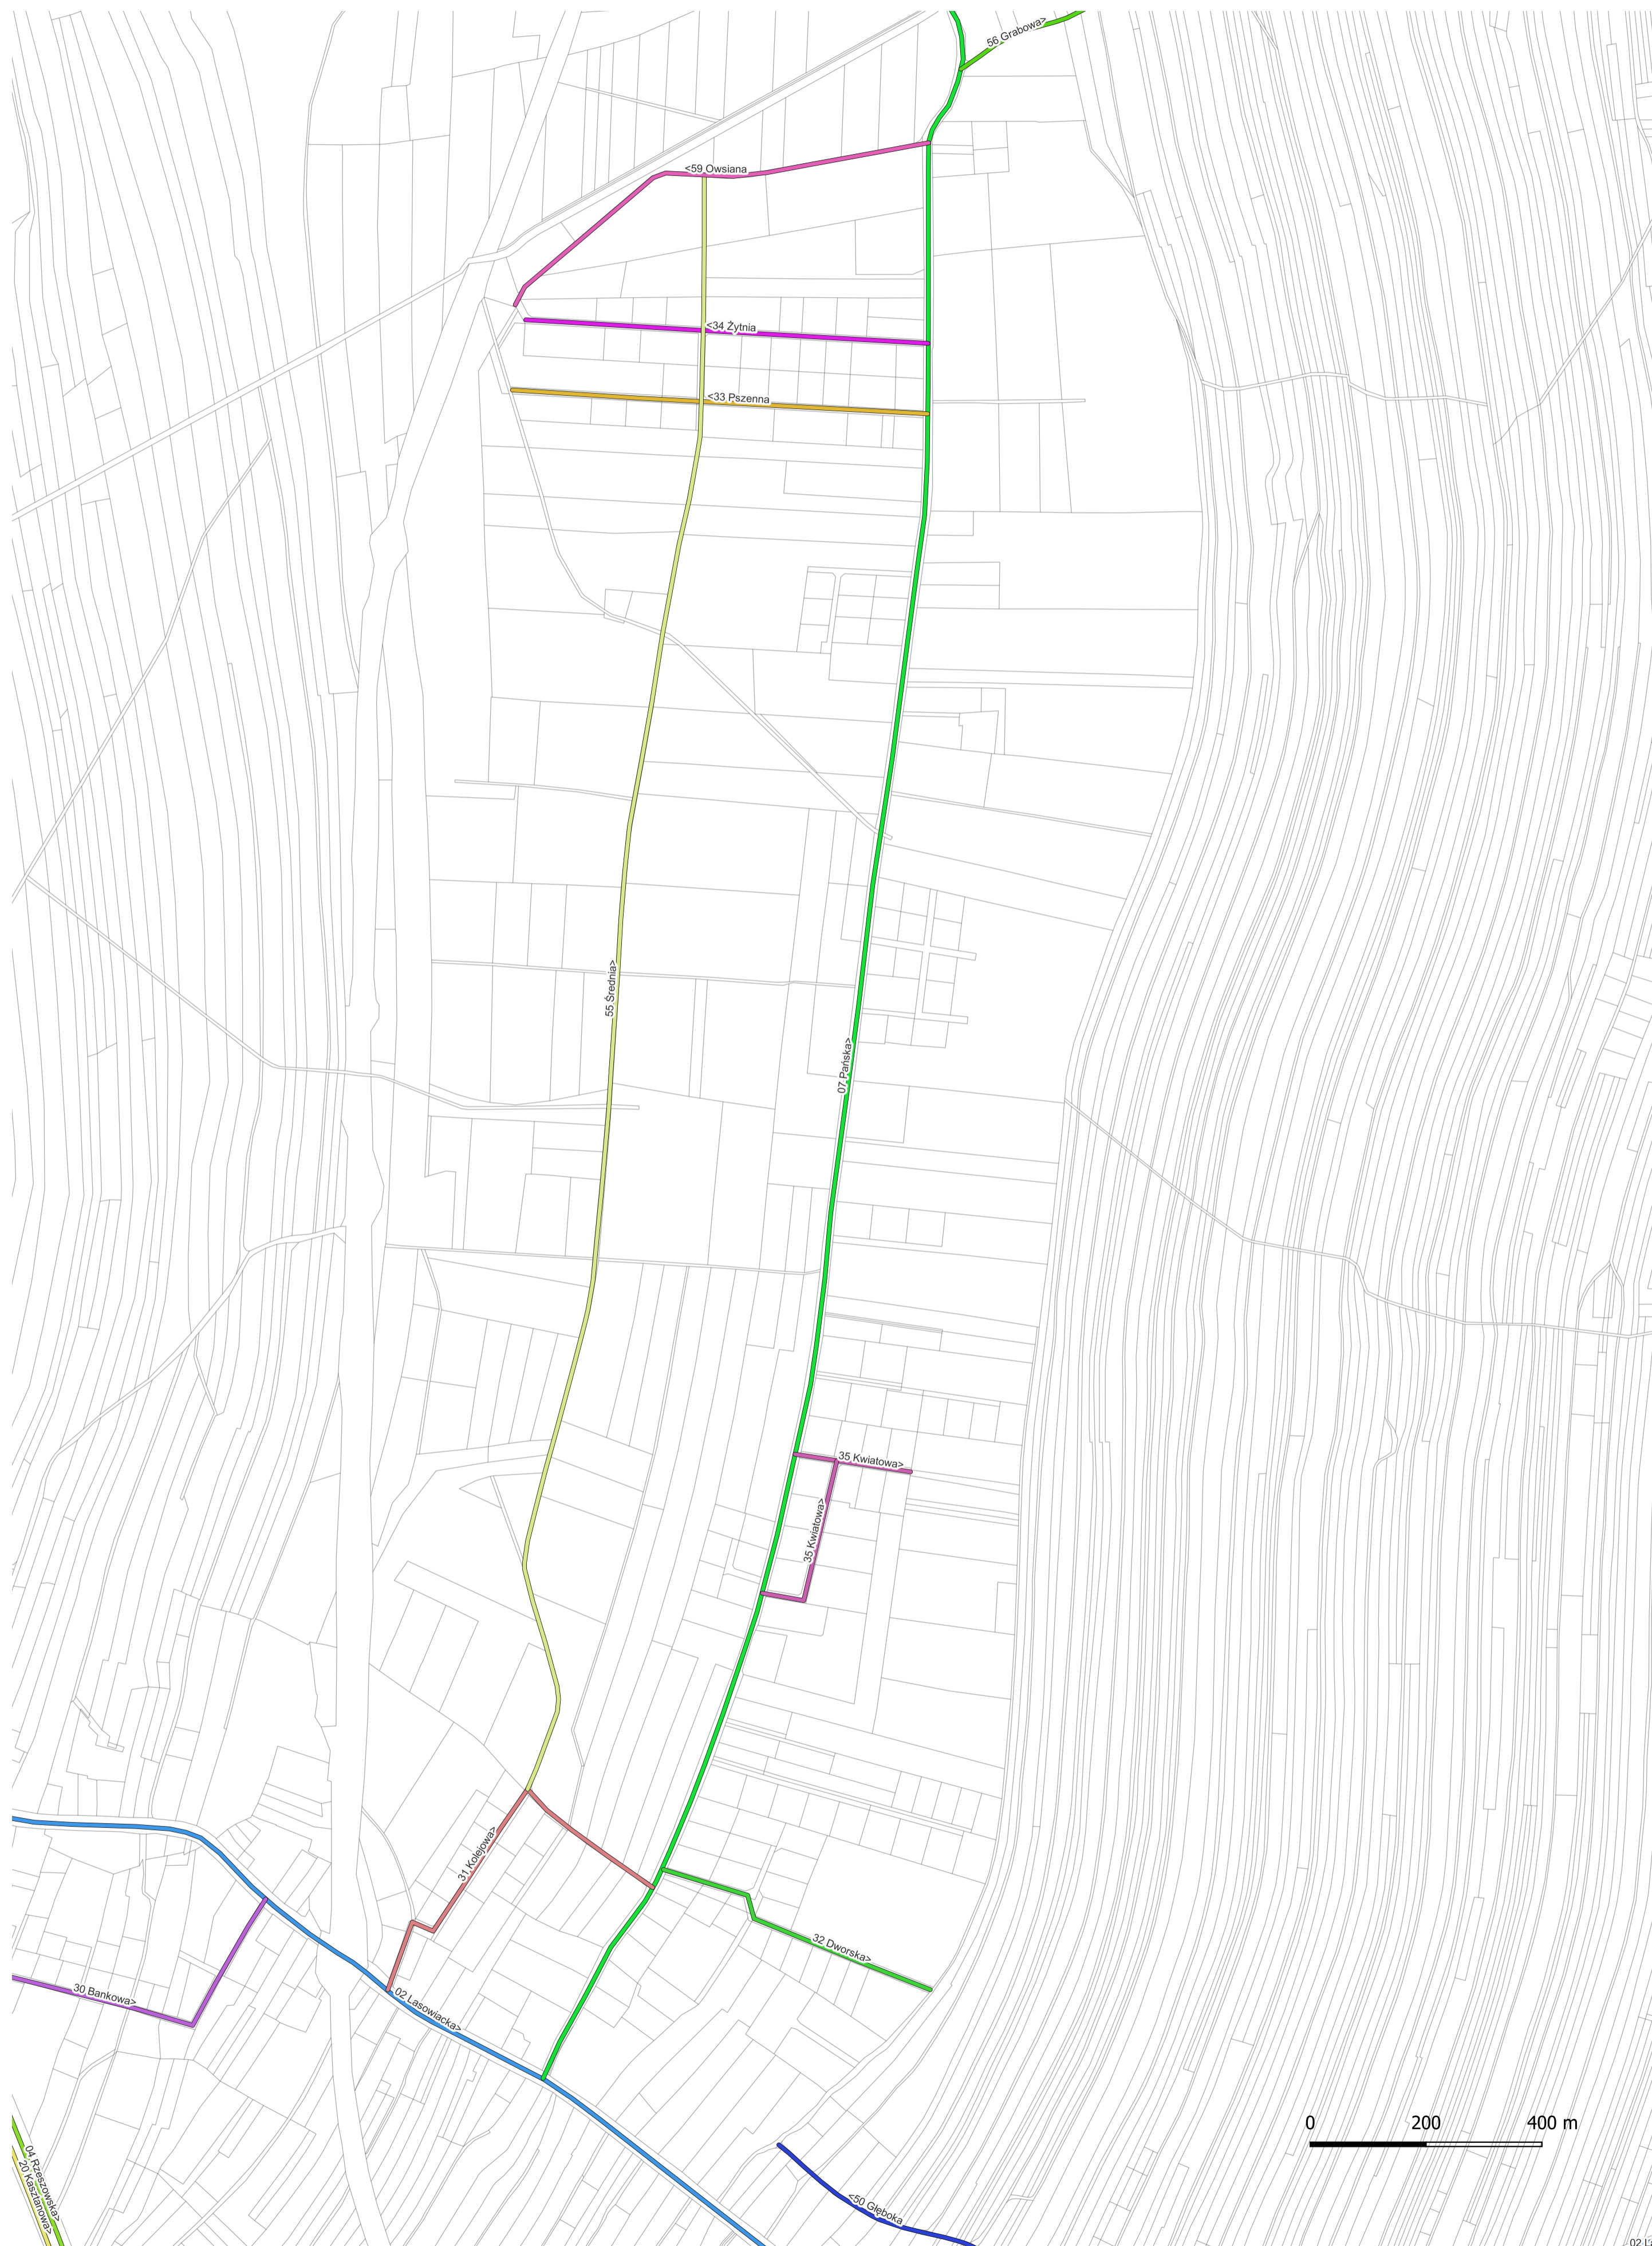 56 Grabowa>
<59 Owsiana
<34 Żytnia
<33 Pszenna
55 Średnia>
07 Pańska>
35 Kwiatowa>
35 Kwiatowa>
31 Kolejowa>
32 Dworska>
30 Bankowa>
02 Lasowiacka>
0 200 400 m
04 Rzeszowska>
20 Kasztanowa>
<50 Głęboka